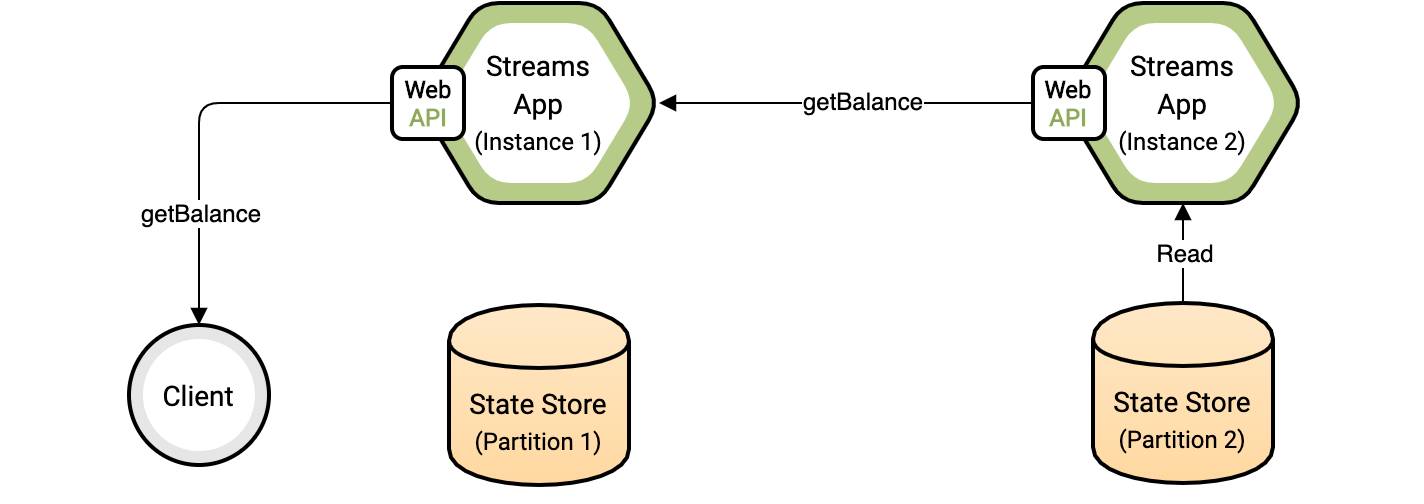 Web
API
Streams
App
(Instance 1)
getBalance
Web
API
Streams
App
(Instance 2)
getBalance
Read
Client
State Store
(Partition 1)
State Store
(Partition 2)